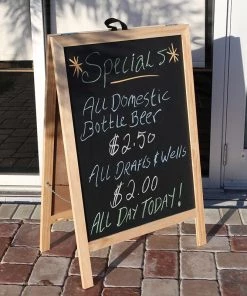 *Specials*
All Domestic
Bottle Beer
$2.50
All Drafts & Wells
$2.00
All Day Today!